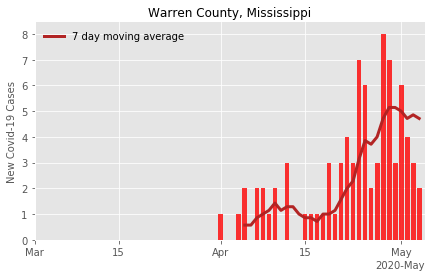 Warren County, Mississippi
7 day moving average
New Covid-19 Cases
8
7
6
5
4
3
2
1
0
Mar 15 Apr 15 May
2020-May